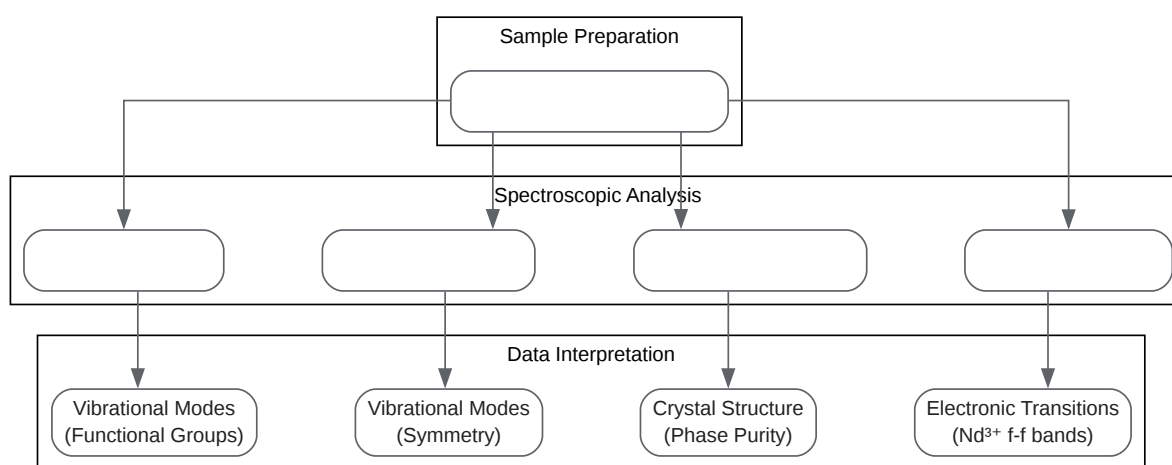 Sample Preparation
Spectroscopic Analysis
Data Interpretation
Vibrational Modes
(Functional Groups)
Vibrational Modes
(Symmetry)
Crystal Structure
(Phase Purity)
Electronic Transitions
(Nd³⁺ f-f bands)